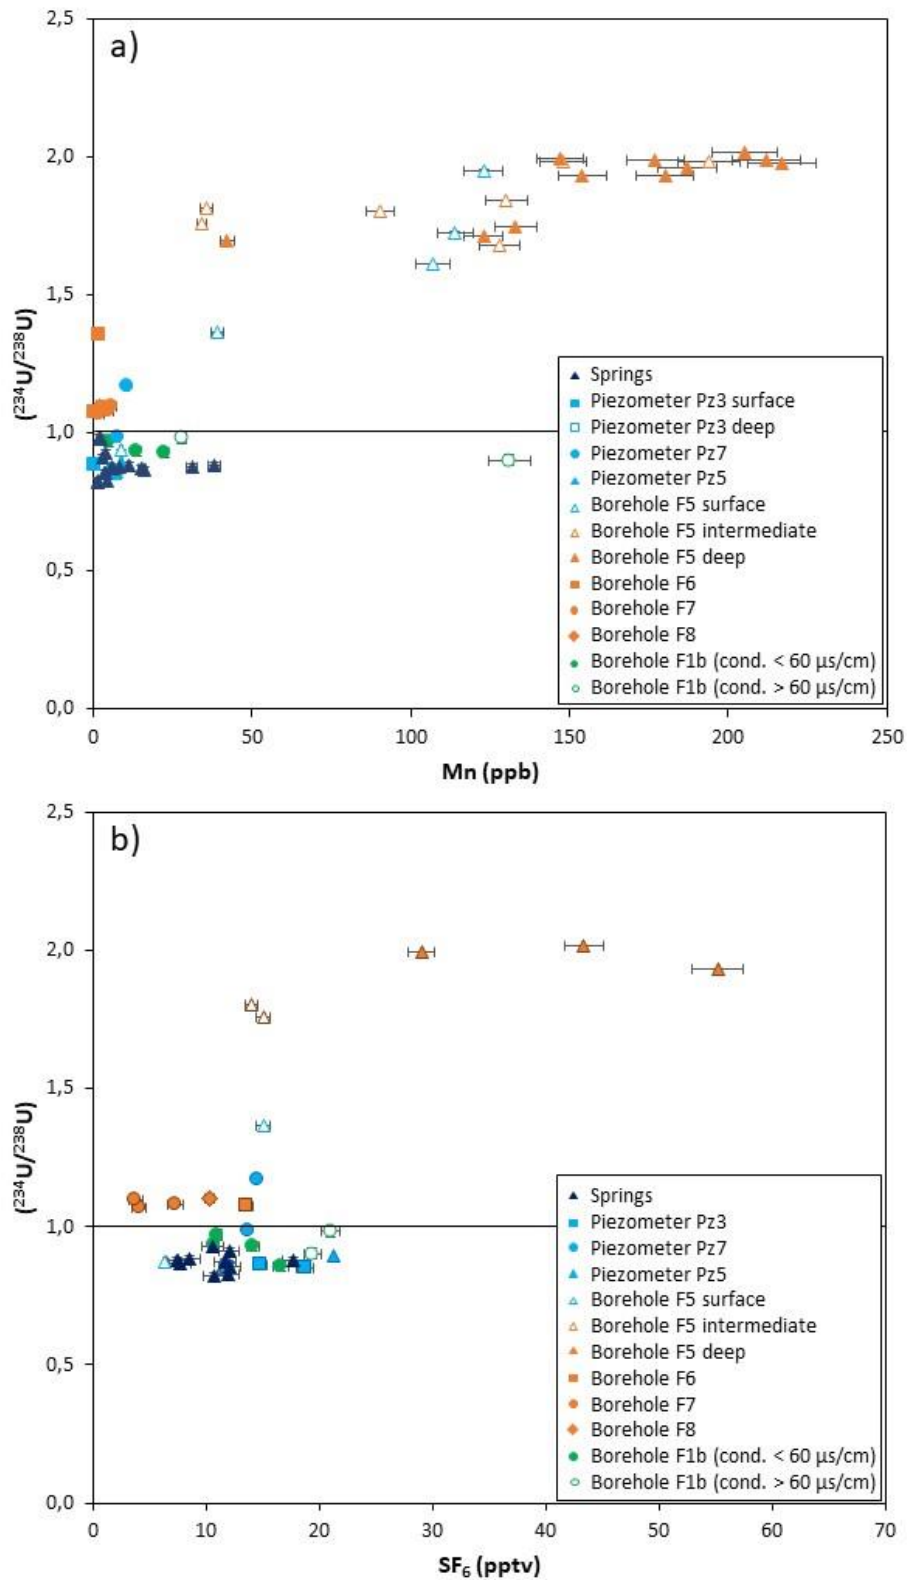 a)
2,5
2,0
1,5
1,0
0,5
0,0
(²³⁴U/²³⁸U)
0 50 100 150 200 250
Mn (ppb)
Springs
Piezometer Pz3 surface
Piezometer Pz3 deep
Piezometer Pz7
Piezometer Pz5
Borehole F5 surface
Borehole F5 intermediate
Borehole F5 deep
Borehole F6
Borehole F7
Borehole F8
Borehole F1b (cond. < 60 µs/cm)
Borehole F1b (cond. > 60 µs/cm)
b)
2,5
2,0
1,5
1,0
0,5
0,0
(²³⁴U/²³⁸U)
0 10 20 30 40 50 60 70
SF₆ (pptv)
Springs
Piezometer Pz3
Piezometer Pz7
Piezometer Pz5
Borehole F5 surface
Borehole F5 intermediate
Borehole F5 deep
Borehole F6
Borehole F7
Borehole F8
Borehole F1b (cond. < 60 µs/cm)
Borehole F1b (cond. > 60 µs/cm)